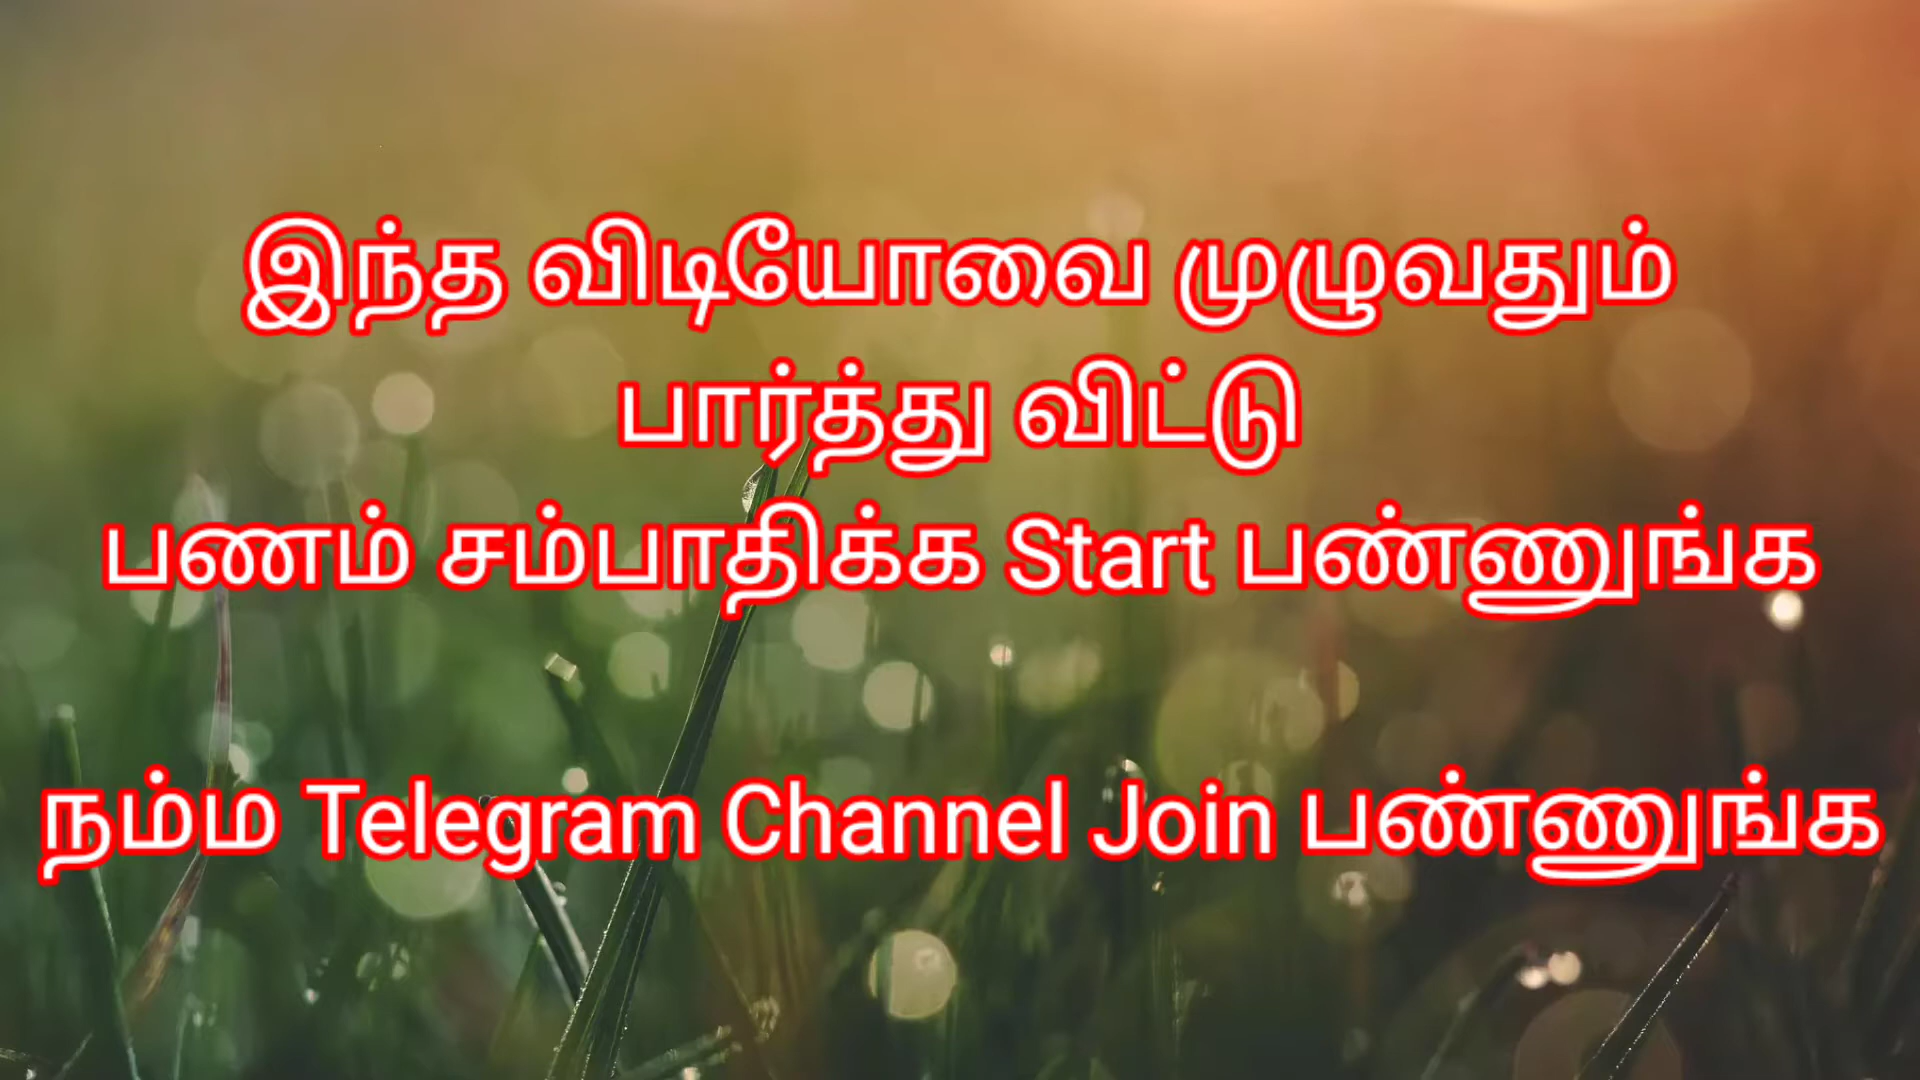 இந்த விடியோவை முழுவதும்
பார்த்து விட்டு
பணம் சம்பாதிக்க Start பண்ணுங்க
நம்ம Telegram Channel Join பண்ணுங்க